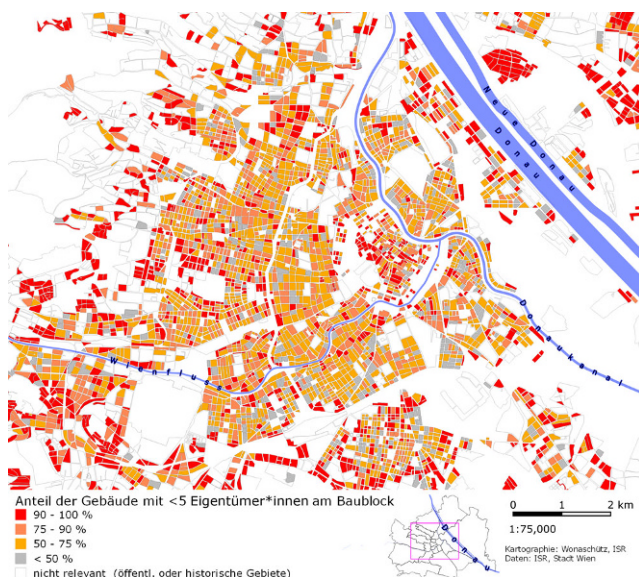 Neue Donau
Donau
Donaukanal
Wienfluss
Anteil der Gebäude mit <5 Eigentümer*innen am Baublock
90 - 100 %
75 - 90 %
50 - 75 %
< 50 %
nicht relevant (öffentl. oder historische Gebiete)
Donau
0 1 2 km
1:75,000
Kartographie: Wonaschütz, ISR
Daten: ISR, Stadt Wien